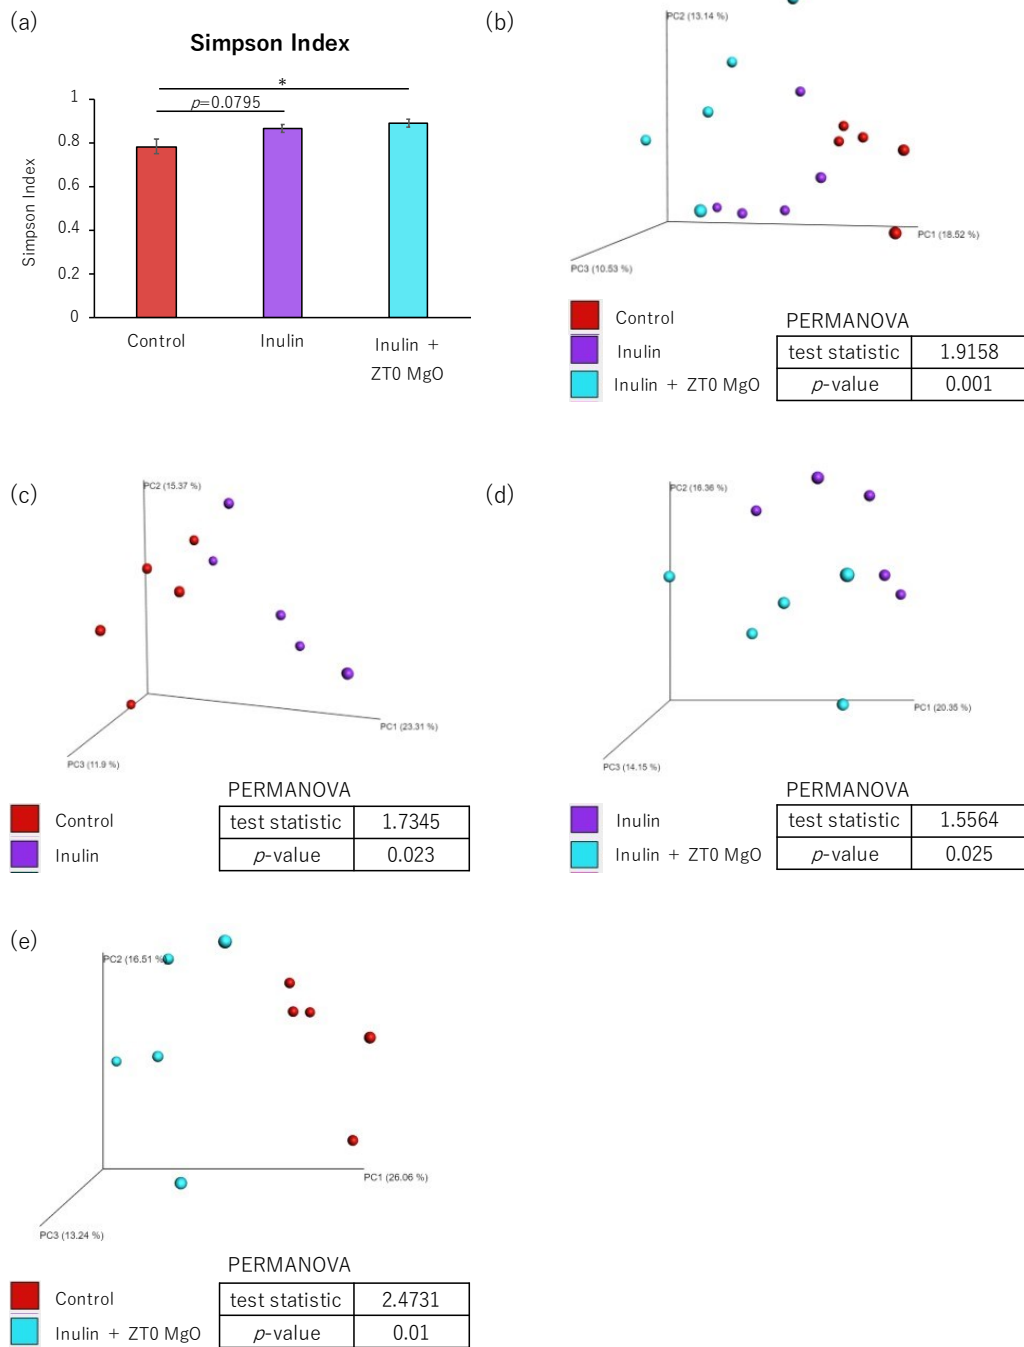 (a)
Simpson Index
*
p=0.0795
1
0.8
0.6
0.4
0.2
0
Simpson Index
Control
Inulin
Inulin +
ZT0 MgO
(b)
PC2 (13.14 %)
PC1 (18.52 %)
PC3 (10.53 %)
Control
Inulin
Inulin + ZT0 MgO
PERMANOVA
test statistic 1.9158
p-value 0.001
(c)
PC2 (15.37 %)
PC1 (23.31 %)
PC3 (11.9 %)
Control
Inulin
PERMANOVA
test statistic 1.7345
p-value 0.023
(d)
PC2 (16.36 %)
PC1 (20.35 %)
PC3 (14.15 %)
Inulin
Inulin + ZT0 MgO
PERMANOVA
test statistic 1.5564
p-value 0.025
(e)
PC2 (16.51 %)
PC1 (26.06 %)
PC3 (13.24 %)
Control
Inulin + ZT0 MgO
PERMANOVA
test statistic 2.4731
p-value 0.01